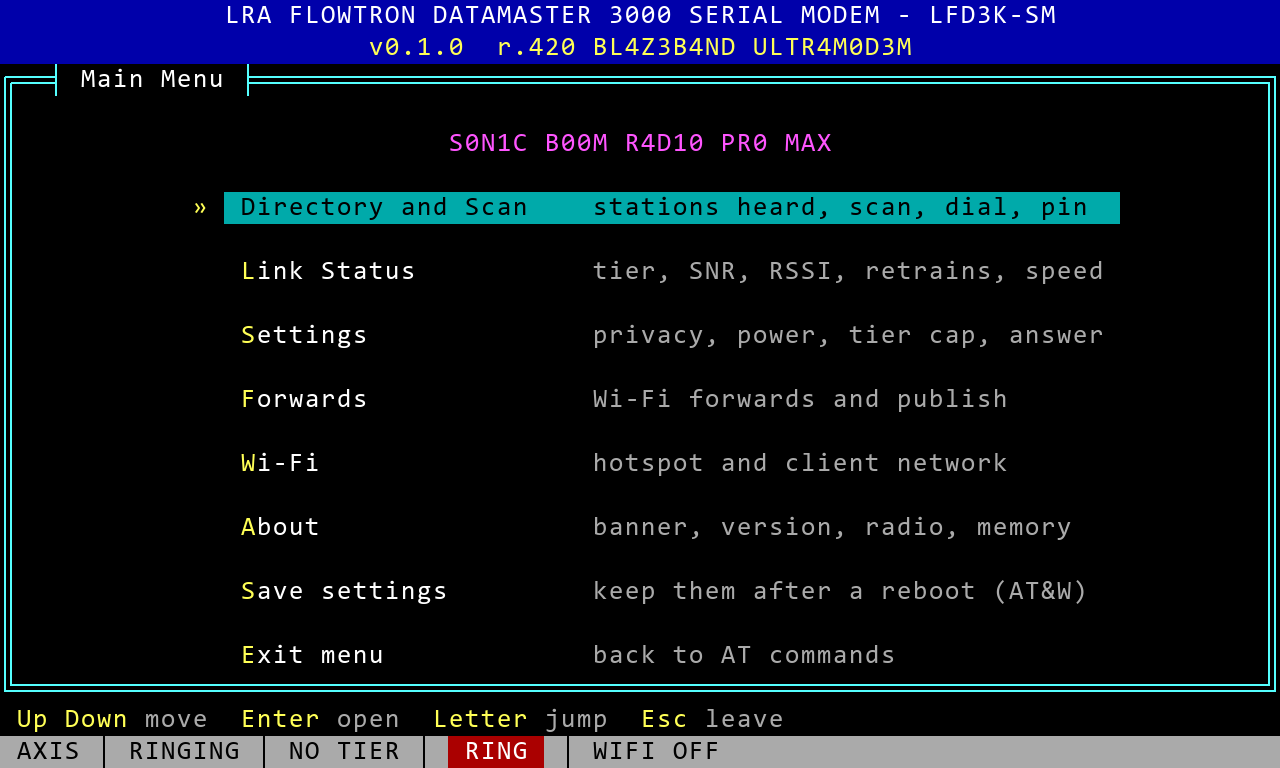 LRA FLOWTRON DATAMASTER 3000 SERIAL MODEM - LFD3K-SM
v0.1.0  r.420 BL4Z3B4ND ULTR4M0D3M
Main Menu
S0N1C B00M R4D10 PR0 MAX
» Directory and Scan    stations heard, scan, dial, pin
Link Status    tier, SNR, RSSI, retrains, speed
Settings    privacy, power, tier cap, answer
Forwards    Wi-Fi forwards and publish
Wi-Fi    hotspot and client network
About    banner, version, radio, memory
Save settings    keep them after a reboot (AT&W)
Exit menu    back to AT commands
Up Down move  Enter open  Letter jump  Esc leave
AXIS  RINGING  NO TIER  RING  WIFI OFF